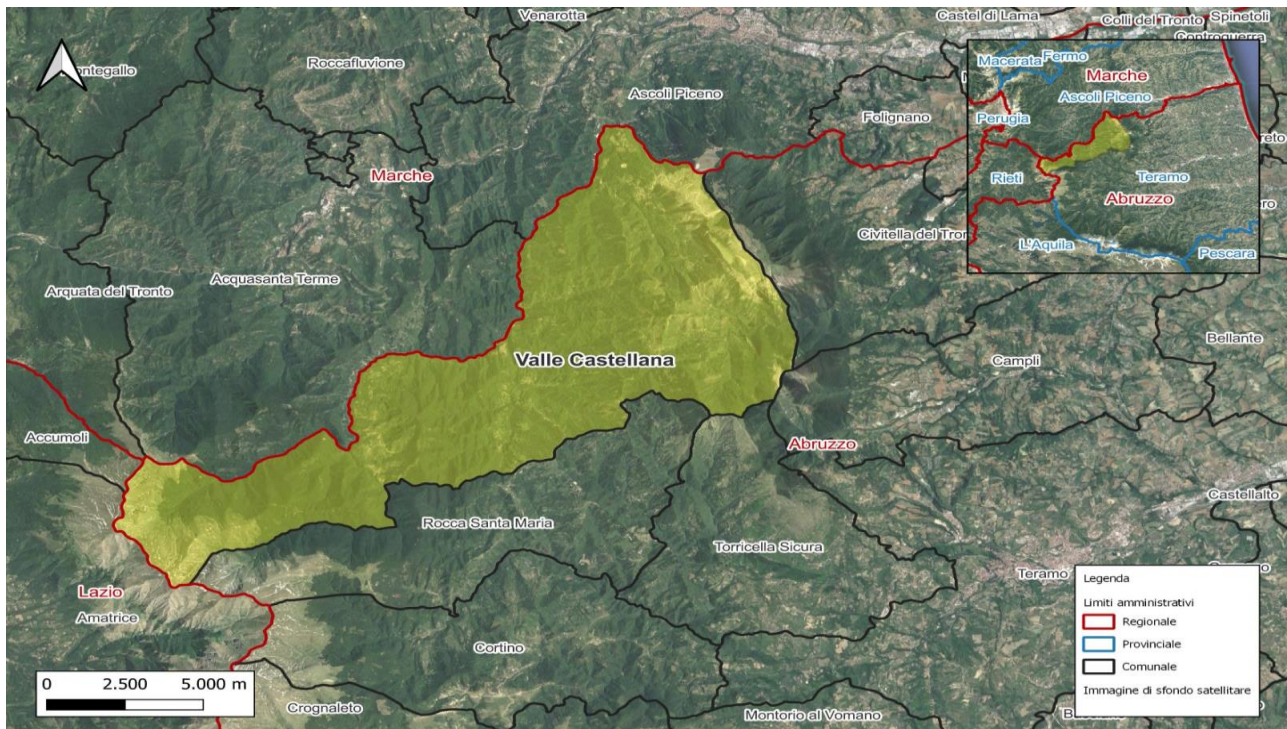 Venarotta
Castel di Lama
Colli del Tronto
Spinetoli
Controguerra
Roccafluvione
Ascoli Piceno
Folignano
Marche
Acquasanta Terme
Arquata del Tronto
Civitella del Tron
Macerata
Fermo
Marche
Ascoli Piceno
Perugia
Rieti
Teramo
Abruzzo
L'Aquila
Pescara
Valle Castellana
Campli
Bellante
Accumoli
Abruzzo
Castellalto
Rocca Santa Maria
Torricella Sicura
Teramo
Lazio
Amatrice
Cortino
Crognaleto
Montorio al Vomano
0 2.500 5.000 m
Legenda
Limiti amministrativi
Regionale
Provinciale
Comunale
Immagine di sfondo satellitare